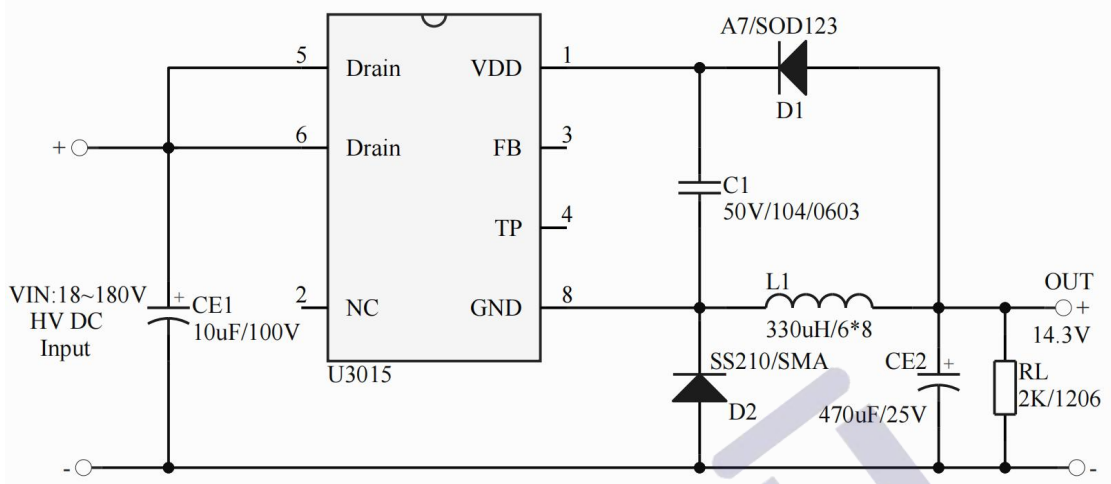 A7/SOD123
D1
5
Drain
VDD
1
+
6
Drain
FB
3
C1
50V/104/0603
TP
4
VIN:18~180V
HV DC
Input
+
CE1
10uF/100V
2
NC
GND
8
L1
330uH/6*8
OUT
+
14.3V
U3015
SS210/SMA
D2
CE2
+
470uF/25V
RL
2K/1206
-
-